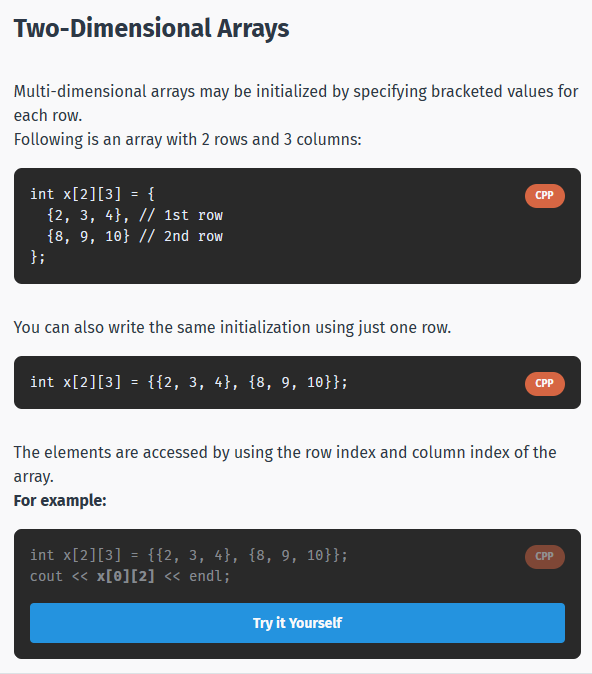 Two-Dimensional Arrays
Multi-dimensional arrays may be initialized by specifying bracketed values for
each row.
Following is an array with 2 rows and 3 columns:
int x[2][3] = {
CPP
  {2, 3, 4}, // 1st row
  {8, 9, 10} // 2nd row
};
You can also write the same initialization using just one row.
int x[2][3] = {{2, 3, 4}, {8, 9, 10}};
CPP
The elements are accessed by using the row index and column index of the
array.
For example:
int x[2][3] = {{2, 3, 4}, {8, 9, 10}};
CPP
cout << x[0][2] << endl;
Try it Yourself